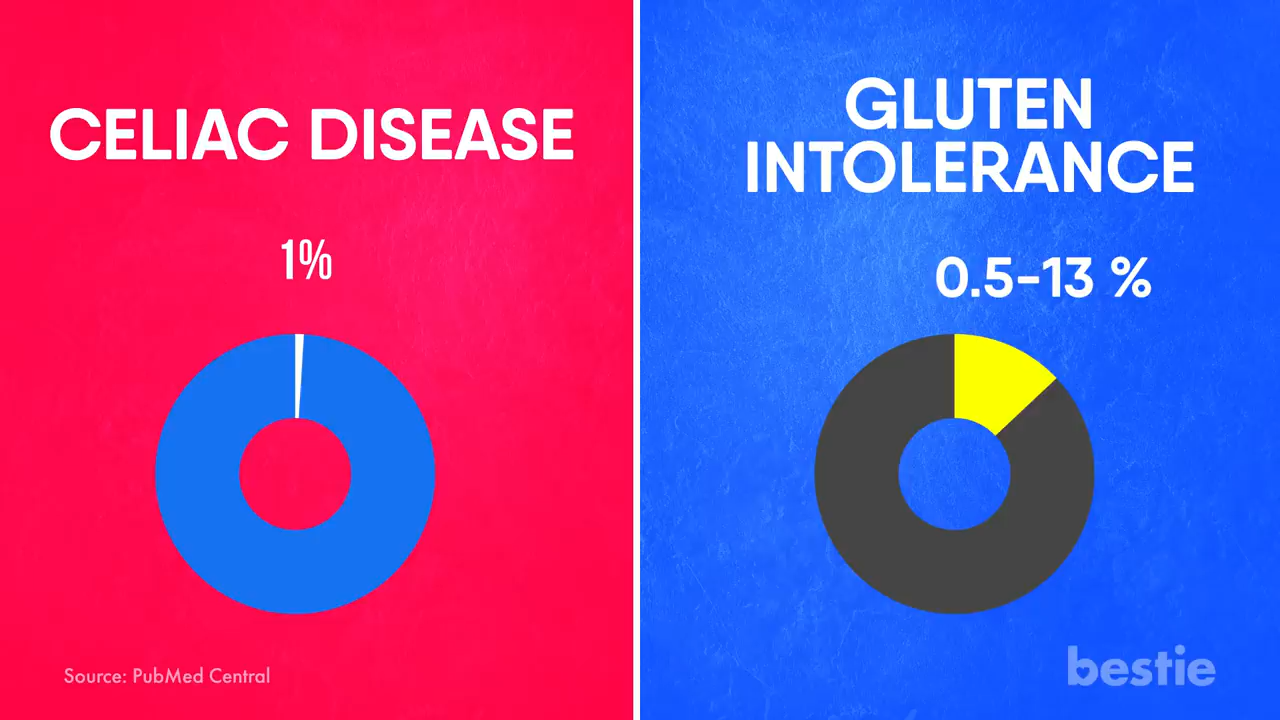 CELIAC DISEASE
1%
Source: PubMed Central
GLUTEN
INTOLERANCE
0.5-13 %
bestie